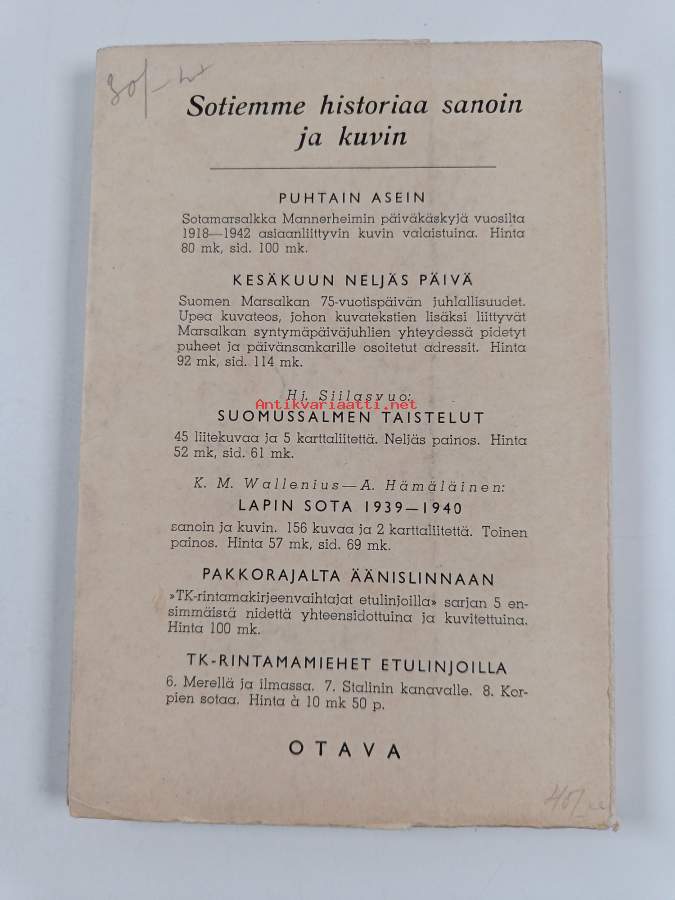 Sotiemme historiaa sanoin
ja kuvin
PUHTAIN ASEIN
Sotamarsalkka Mannerheimin päiväkäskyjä vuosilta
1918—1942 asiaanliittyvin kuvin valaistuina. Hinta
80 mk, sid. 100 mk.
KESÄKUUN NELJÄS PÄIVÄ
Suomen Marsalkan 75-vuotispäivän juhlallisuudet.
Upea kuvateos, johon kuvatekstien lisäksi liittyvät
Marsalkan syntymäpäiväjuhlien yhteydessä pidetyt
puheet ja päivänsankarille osoitetut adressit. Hinta
92 mk, sid. 114 mk.
Hj. Siilasvuo:
Antikvariaatti.net
SUOMUSSALMEN TAISTELUT
45 liitekuvaa ja 5 karttaliitettä. Neljäs painos. Hinta
52 mk, sid. 61 mk.
K. M. Wallenius—A. Hämäläinen:
LAPIN SOTA 1939—1940
sanoin ja kuvin. 156 kuvaa ja 2 karttaliitettä. Toinen
painos. Hinta 57 mk, sid. 69 mk.
PAKKORAJALTA ÄÄNISLINNAAN
»TK-rintamakirjeenvaihtajat etulinjoilla» sarjan 5 en-
simmäistä nidettä yhteensidottuina ja kuvitettuina.
Hinta 100 mk.
TK-RINTAMAMIEHET ETULINJOILLA
6. Merellä ja ilmassa. 7. Stalinin kanavalle. 8. Kor-
pien sotaa. Hinta à 10 mk 50 p.
OTAVA